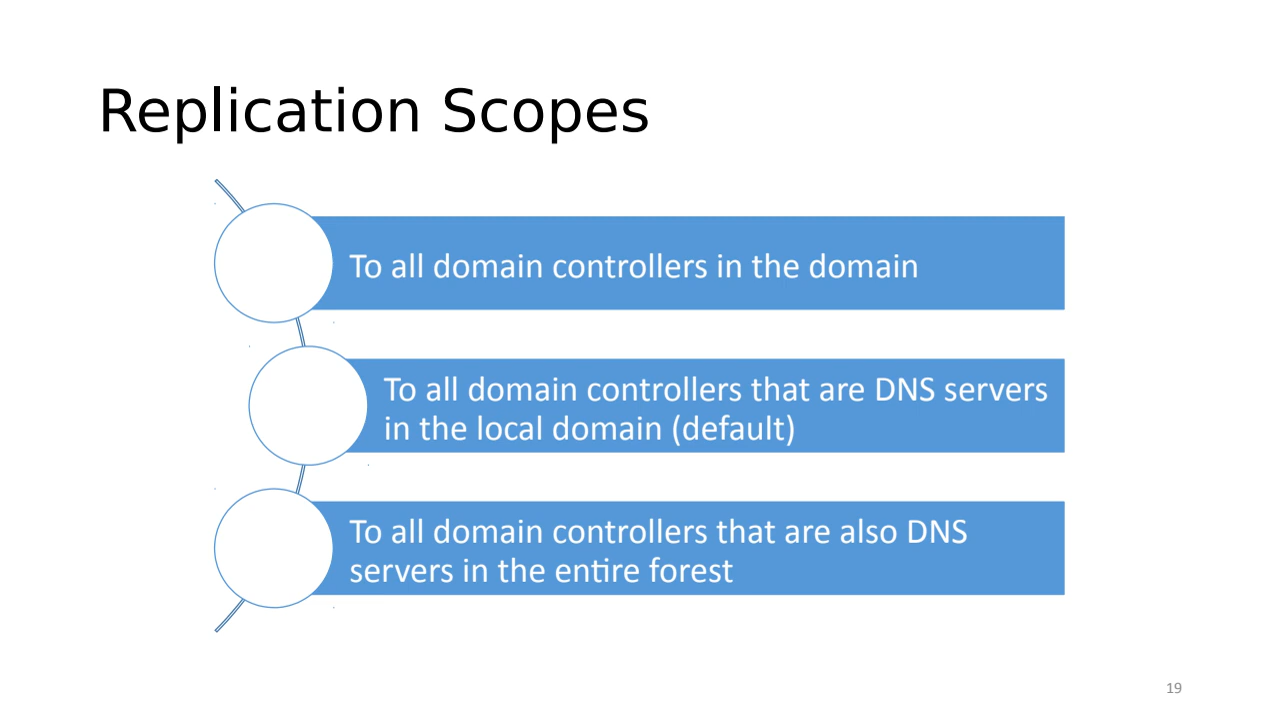 Replication Scopes
To all domain controllers in the domain
To all domain controllers that are DNS servers
in the local domain (default)
To all domain controllers that are also DNS
servers in the entire forest
19